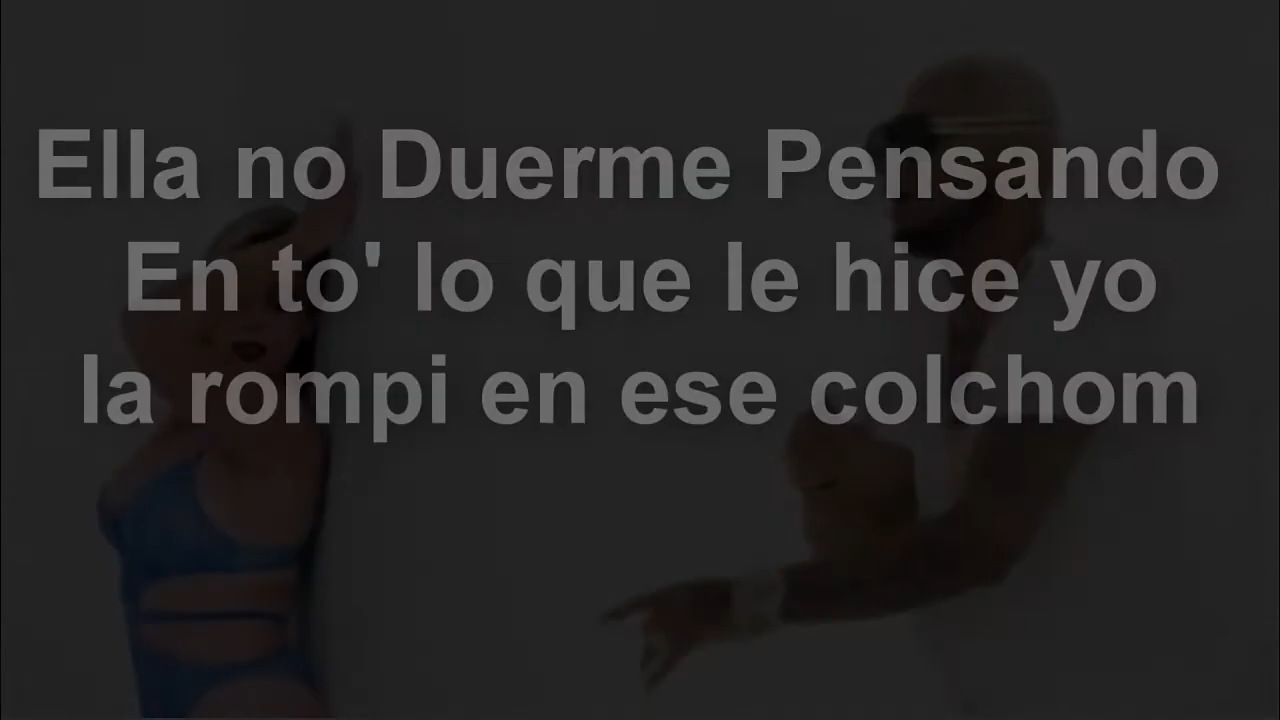 Ella no Duerme Pensando
En to' lo que le hice yo
la rompi en ese colchom